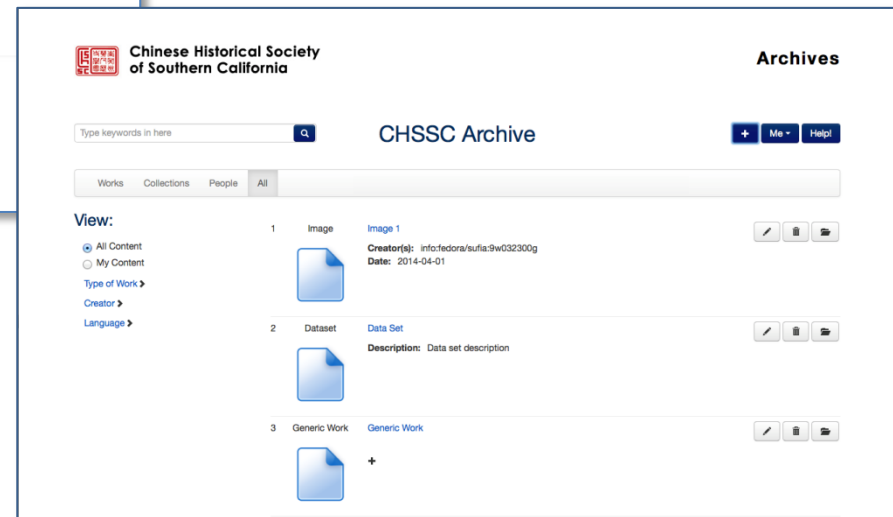 Chinese Historical Society
of Southern California
Archives
Type keywords in here
CHSSC Archive
+ Me Help!
Works Collections People All
View:
All Content
My Content
Type of Work
Creator
Language
1 Image Image 1
Creator(s): info:fedora/sufia:9w032300g
Date: 2014-04-01
2 Dataset Data Set
Description: Data set description
3 Generic Work Generic Work
+